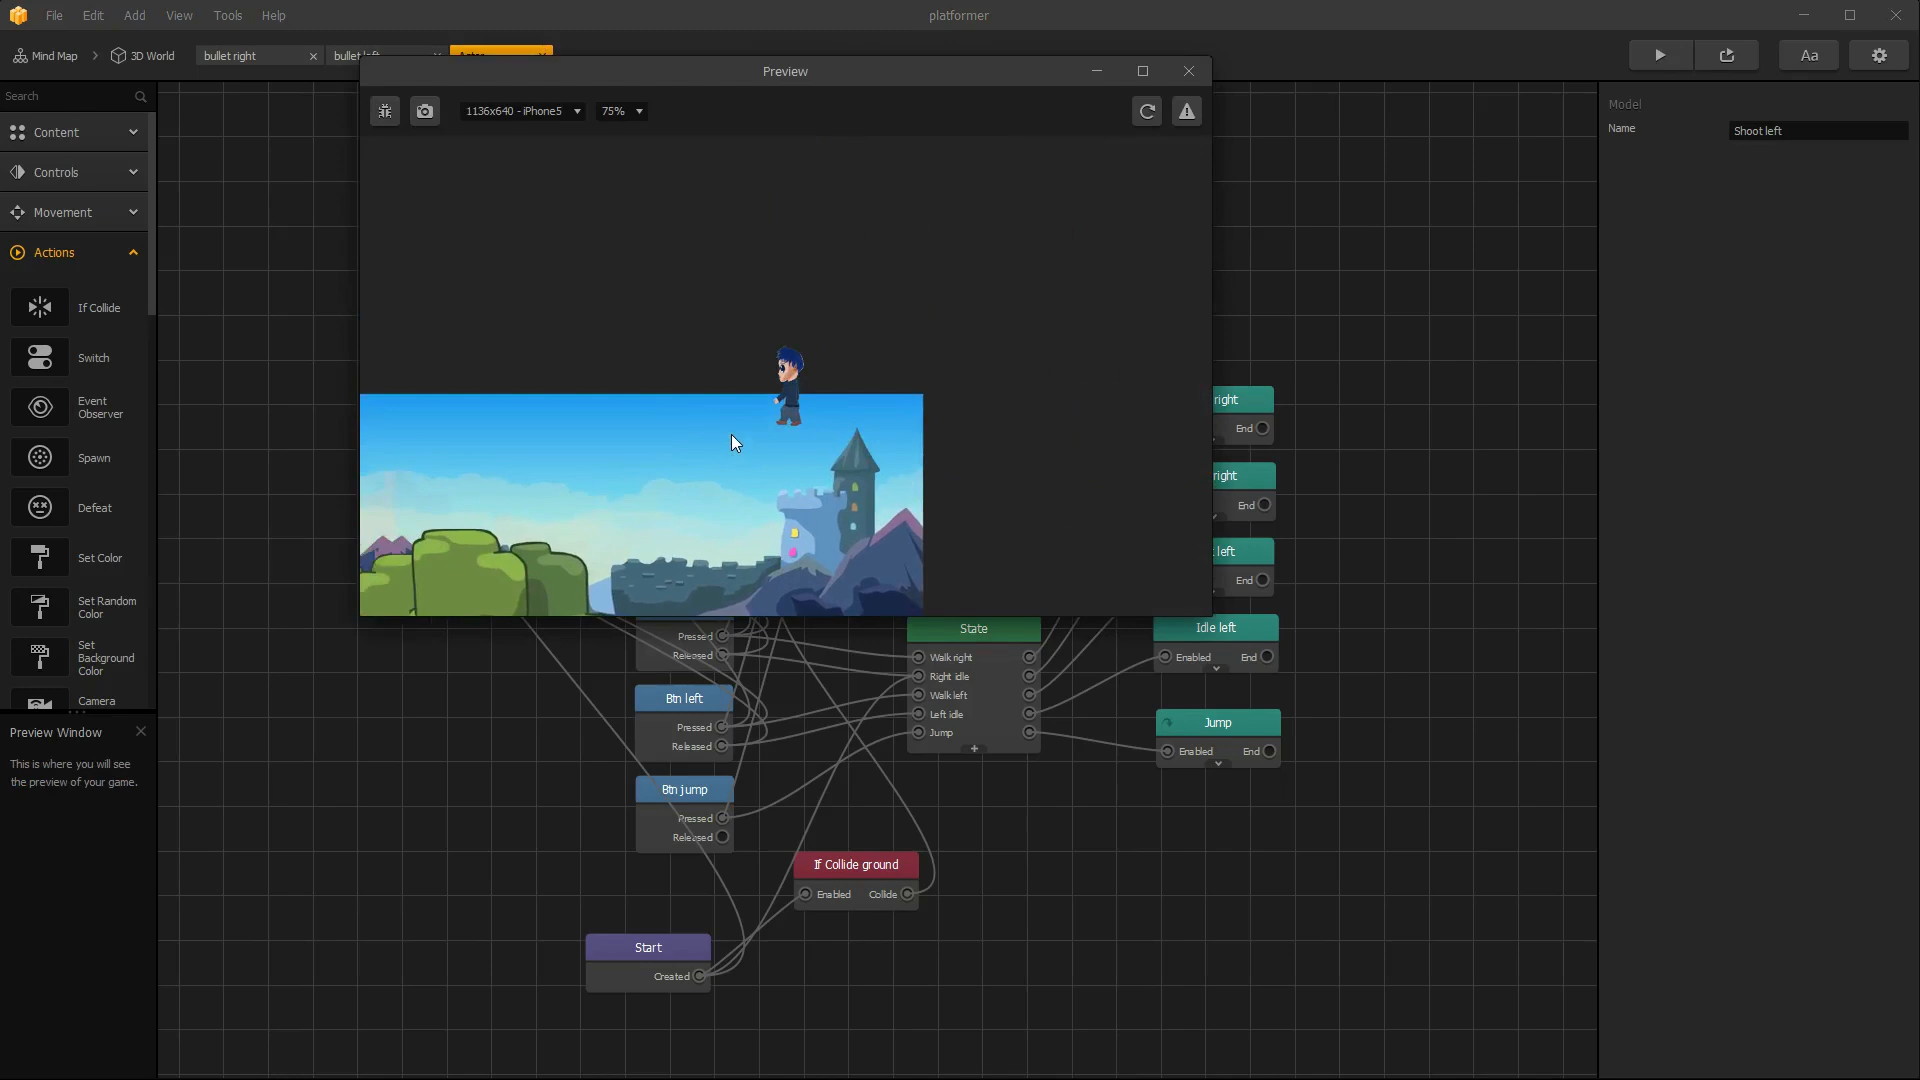 File Edit Add View Tools Help
platformer
Mind Map
3D World
bullet right
bullet left
Aa
Preview
1136x640 - iPhone5
75%
Search
Content
Controls
Movement
Actions
If Collide
Switch
Event
Observer
Spawn
Defeat
Set Color
Set Random
Color
Set
Background
Color
Camera
Preview Window
This is where you will see
the preview of your game.
Pressed
Released
Btn left
Pressed
Released
Btn jump
Pressed
Released
State
Walk right
Right idle
Walk left
Left idle
Jump
If Collide ground
Enabled Collide
Start
Created
right
End
right
End
left
End
Idle left
Enabled End
Jump
Enabled End
Model
Name
Shoot left